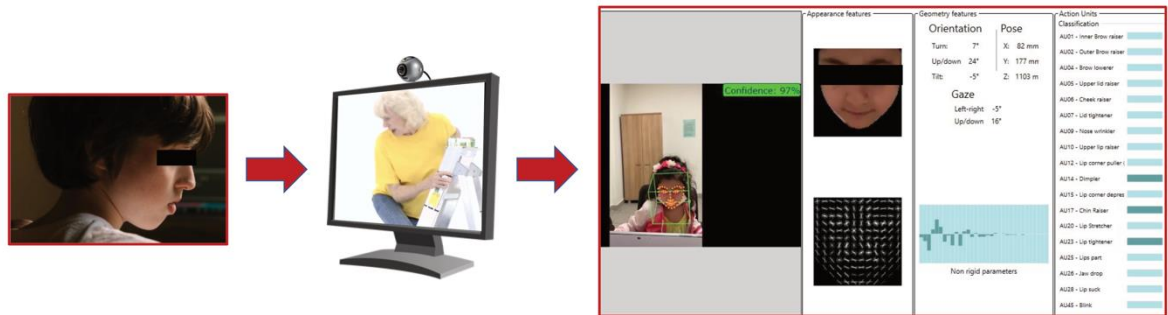 Appearance features
Geometry features
Action Units
Classification
Orientation
Turn: 7°
Up/down 24°
Tilt: -5°
Pose
X: 82 mm
Y: 177 mm
Z: 1103 m
Gaze
Left-right -5°
Up/down 16°
Confidence: 97%
Non rigid parameters
AU01 - Inner Brow raiser
AU02 - Outer Brow raiser
AU04 - Brow lowerer
AU05 - Upper lid raiser
AU06 - Cheek raiser
AU07 - Lid tightener
AU09 - Nose wrinkler
AU10 - Upper lip raiser
AU12 - Lip corner puller (
AU14 - Dimpler
AU15 - Lip corner depres
AU17 - Chin Raiser
AU20 - Lip Stretcher
AU23 - Lip tightener
AU25 - Lips part
AU26 - Jaw drop
AU28 - Lip suck
AU45 - Blink